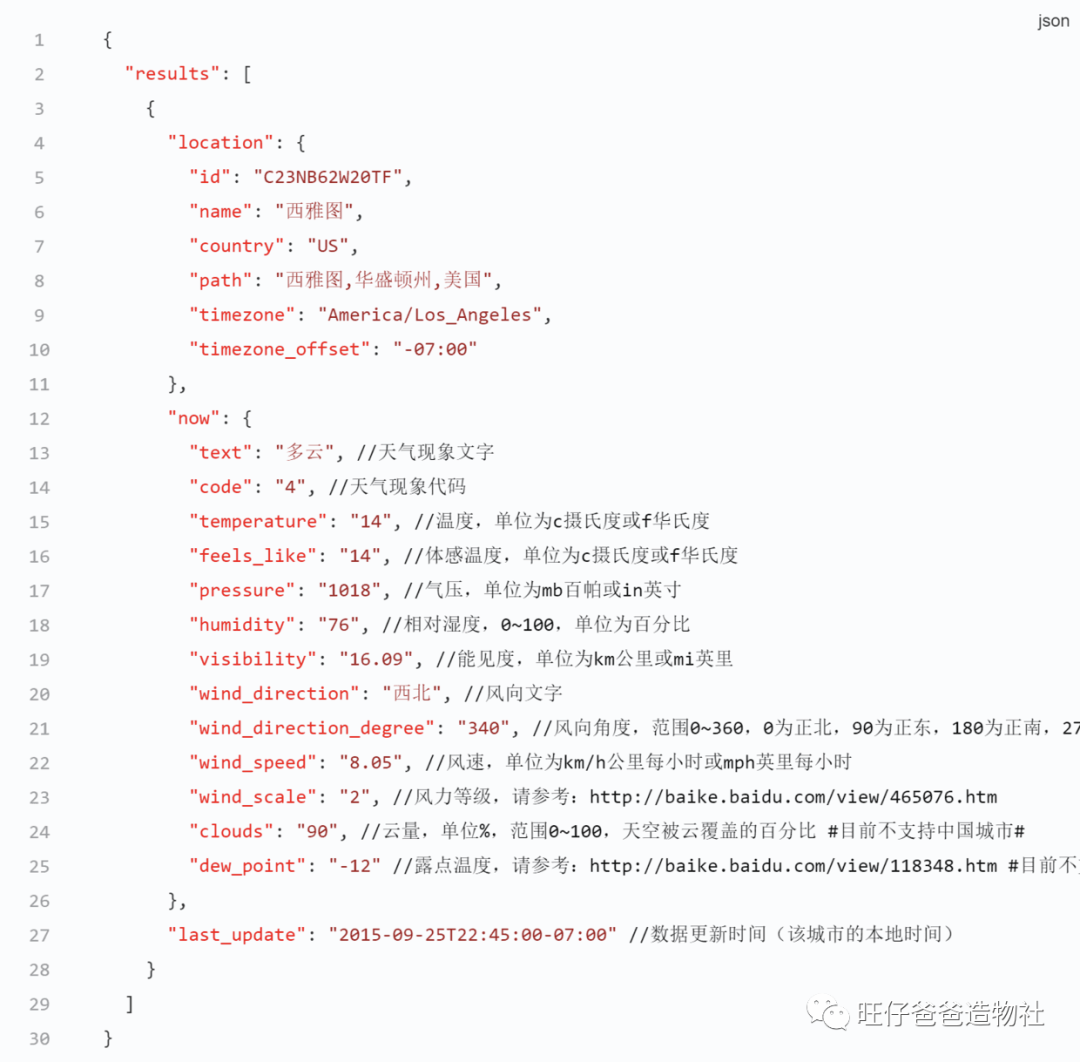 json
1 {
2 "results": [
3 {
4 "location": {
5 "id": "C23NB62W20TF",
6 "name": "西雅图",
7 "country": "US",
8 "path": "西雅图,华盛顿州,美国",
9 "timezone": "America/Los_Angeles",
10 "timezone_offset": "-07:00"
11 },
12 "now": {
13 "text": "多云", //天气现象文字
14 "code": "4", //天气现象代码
15 "temperature": "14", //温度，单位为c摄氏度或f华氏度
16 "feels_like": "14", //体感温度，单位为c摄氏度或f华氏度
17 "pressure": "1018", //气压，单位为mb百帕或in英寸
18 "humidity": "76", //相对湿度，0~100，单位为百分比
19 "visibility": "16.09", //能见度，单位为km公里或mi英里
20 "wind_direction": "西北", //风向文字
21 "wind_direction_degree": "340", //风向角度，范围0~360，0为正北，90为正东，180为正南，27
22 "wind_speed": "8.05", //风速，单位为km/h公里每小时或mph英里每小时
23 "wind_scale": "2", //风力等级，请参考：http://baike.baidu.com/view/465076.htm
24 "clouds": "90", //云量，单位%，范围0~100，天空被云覆盖的百分比 #目前不支持中国城市#
25 "dew_point": "-12" //露点温度，请参考：http://baike.baidu.com/view/118348.htm #目前不
26 },
27 "last_update": "2015-09-25T22:45:00-07:00" //数据更新时间（该城市的本地时间）
28 }
29 ]
30 }
旺仔爸爸造物社